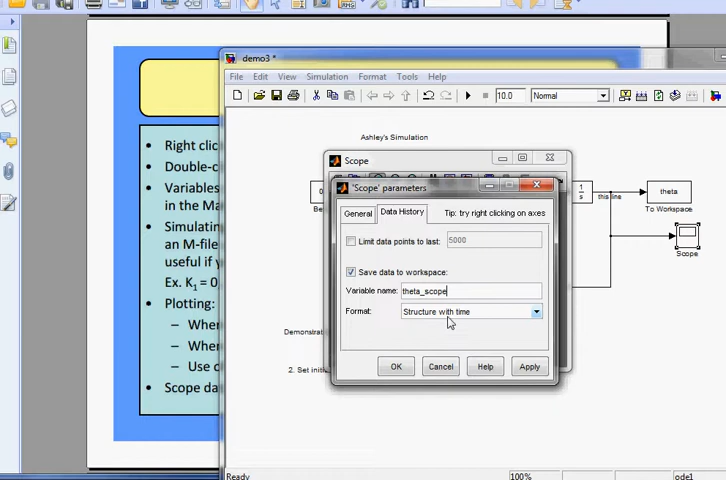 demo3 *
File Edit View Simulation Format Tools Help
10.0 Normal
Ashley's Simulation
Scope
'Scope' parameters
General Data History Tip: try right clicking on axes
Limit data points to last: 5000
Save data to workspace:
Variable name: theta_scope
Format: Structure with time
OK Cancel Help Apply
1
s
this line
theta
To Workspace
Scope
Right clic
Double-c
Variables
in the Ma
Simulatin
an M-file
useful if y
Ex. K1 = 0
Plotting:
– Wher
– Wher
– Use c
Scope da
Be
Demonstra
2. Set initi
Ready 100% ode1